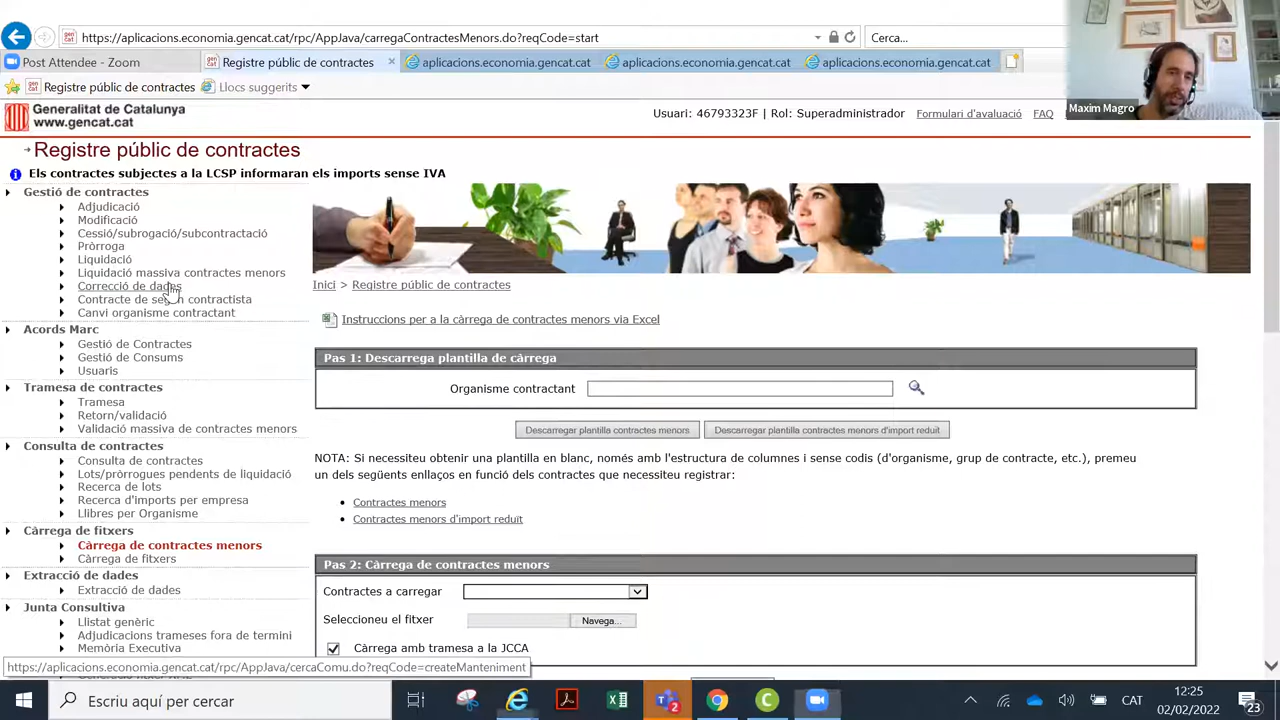 https://aplicacions.economia.gencat.cat/rpc/AppJava/carregaContractesMenors.do?reqCode=start
Cerca...
Post Attendee - Zoom
Registre públic de contractes
aplicacions.economia.gencat.cat
aplicacions.economia.gencat.cat
aplicacions.economia.gencat.cat
Registre públic de contractes
Llocs suggerits
Maxim Magro
Generalitat de Catalunya
www.gencat.cat
Usuari: 46793323F | Rol: Superadministrador
Formulari d'avaluació
FAQ
Registre públic de contractes
Els contractes subjectes a la LCSP informaran els imports sense IVA
Gestió de contractes
Adjudicació
Modificació
Cessió/subrogació/subcontractació
Pròrroga
Liquidació
Liquidació massiva contractes menors
Correcció de dades
Contracte de segon contractista
Canvi organisme contractant
Acords Marc
Gestió de Contractes
Gestió de Consums
Usuaris
Tramesa de contractes
Tramesa
Retorn/validació
Validació massiva de contractes menors
Consulta de contractes
Consulta de contractes
Lots/pròrrogues pendents de liquidació
Recerca de lots
Recerca d'imports per empresa
Llibres per Organisme
Càrrega de fitxers
Càrrega de contractes menors
Càrrega de fitxers
Extracció de dades
Extracció de dades
Junta Consultiva
Llistat genèric
Adjudicacions trameses fora de termini
Memòria Executiva
Inici > Registre públic de contractes
Instruccions per a la càrrega de contractes menors via Excel
Pas 1: Descarrega plantilla de càrrega
Organisme contractant
Descarregar plantilla contractes menors
Descarregar plantilla contractes menors d'import reduït
NOTA: Si necessiteu obtenir una plantilla en blanc, només amb l'estructura de columnes i sense codis (d'organisme, grup de contracte, etc.), premeu
un dels següents enllaços en funció dels contractes que necessiteu registrar:
Contractes menors
Contractes menors d'import reduït
Pas 2: Càrrega de contractes menors
Contractes a carregar
Seleccioneu el fitxer
Navega...
Càrrega amb tramesa a la JCCA
https://aplicacions.economia.gencat.cat/rpc/AppJava/cercaComu.do?reqCode=createManteniment
Escriu aquí per cercar
2
CAT
12:25
02/02/2022
23